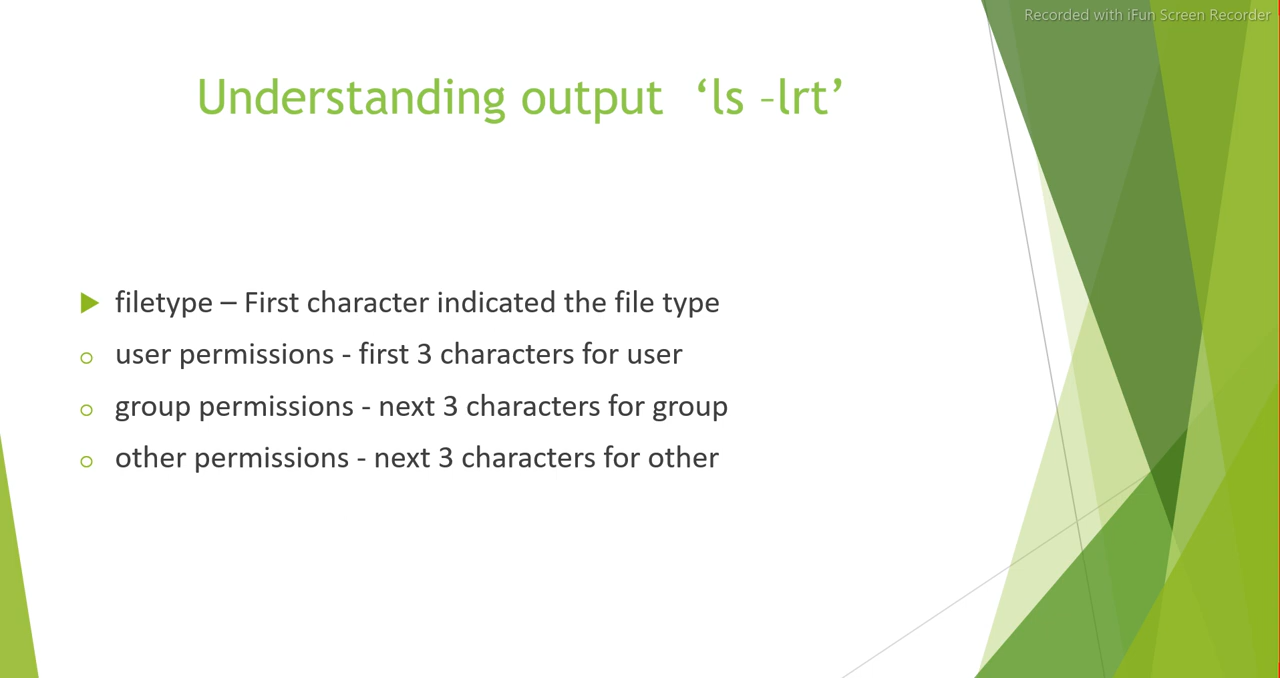 Recorded with iFun Screen Recorder
Understanding output  ‘ls –lrt’
filetype – First character indicated the file type
user permissions - first 3 characters for user
group permissions - next 3 characters for group
other permissions - next 3 characters for other